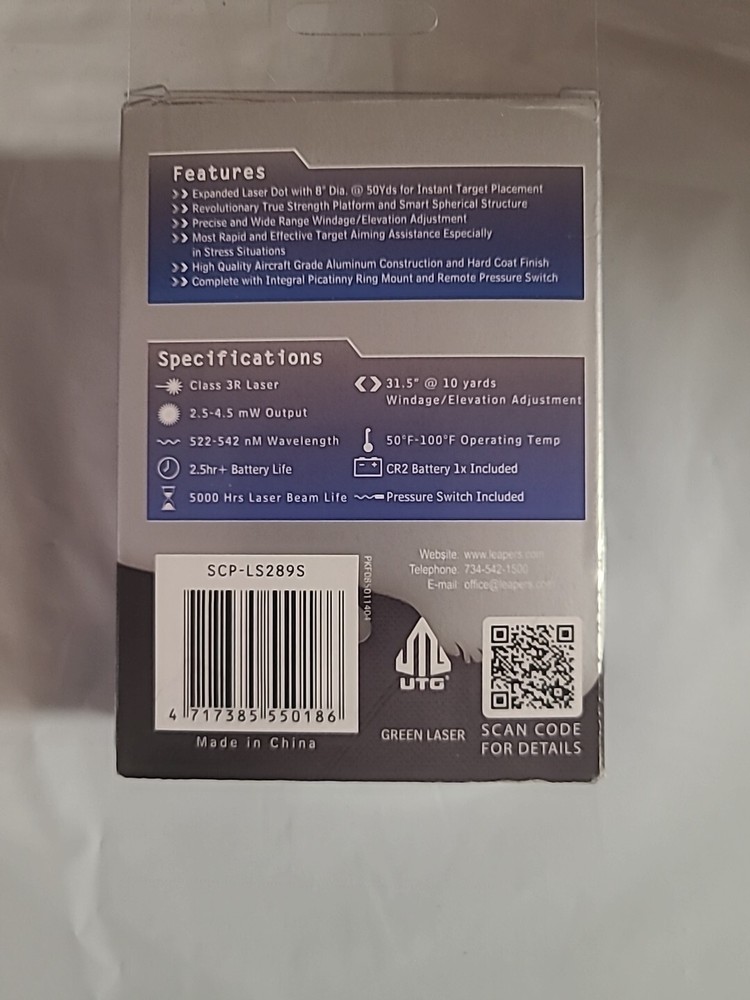 Features
Expanded Laser Dot with 8" Dia. @ 50Yds for Instant Target Placement
Revolutionary True Strength Platform and Smart Spherical Structure
Precise and Wide Range Windage/Elevation Adjustment
Most Rapid and Effective Target Aiming Assistance Especially
in Stress Situations
High Quality Aircraft Grade Aluminum Construction and Hard Coat Finish
Complete with Integral Picatinny Ring Mount and Remote Pressure Switch
Specifications
Class 3R Laser
2.5-4.5 mW Output
522-542 nM Wavelength
2.5hr+ Battery Life
5000 Hrs Laser Beam Life
31.5" @ 10 yards
Windage/Elevation Adjustment
50°F-100°F Operating Temp
CR2 Battery 1x Included
Pressure Switch Included
Website: www.leapers.com
Telephone: 734-542-1500
E-mail: office@leapers.com
SCP-LS289S
4 717385 550186
Made in China
UTG®
GREEN LASER
SCAN CODE
FOR DETAILS